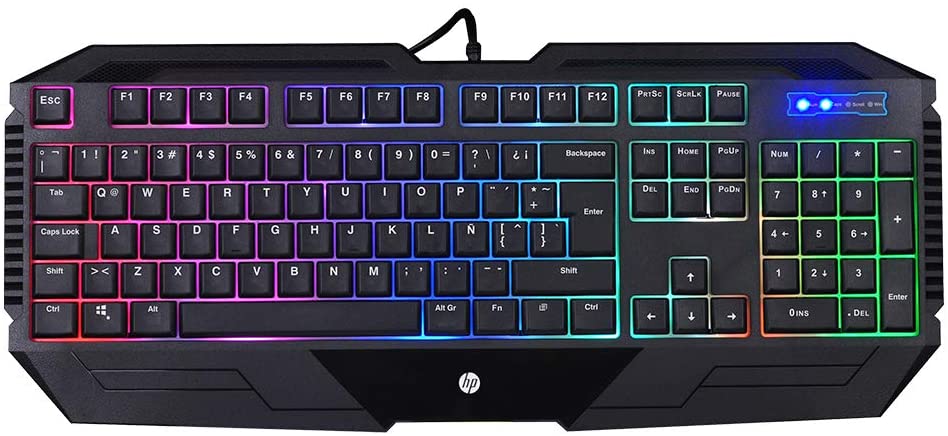 Esc F1 F2 F3 F4 F5 F6 F7 F8 F9 F10 F11 F12 PrtSc ScrLk Pause Scroll Win
° ¬ | 1 ! 2 " 3 # 4 $ 5 % 6 & 7 / 8 ( 9 ) 0 = ? \ ¿ ¡ Backspace Ins Home PgUp Num / * −
Tab Q @ W E R T Y U I O P ¨ ´ * ~ + Enter Del End PgDn 7 8 ↑ 9 +
Caps Lock A S D F G H J K L Ñ [ ^ { ] ` } 4 ← 5 6 →
Shift > < Z X C V B N M ; , : . _ - Shift ↑ 1 2 ↓ 3 Enter
Ctrl Alt Alt Gr Fn Ctrl ← ↓ → 0 Ins . Del
hp